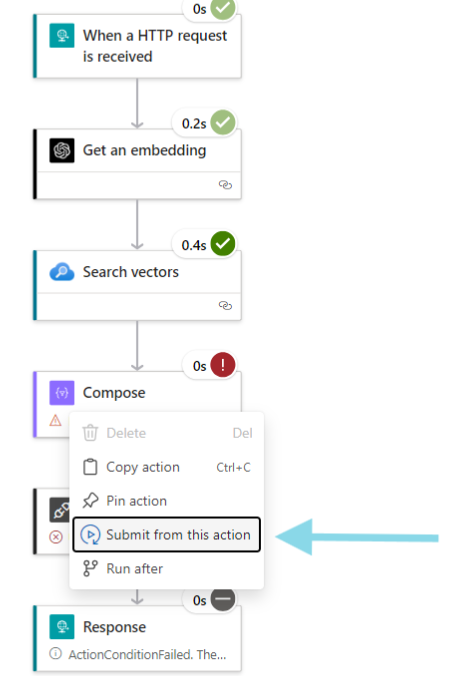 0s
When a HTTP request
is received
0.2s
Get an embedding
0.4s
Search vectors
0s
Compose
Delete Del
Copy action Ctrl+C
Pin action
Submit from this action
Run after
0s
Response
ActionConditionFailed. The...